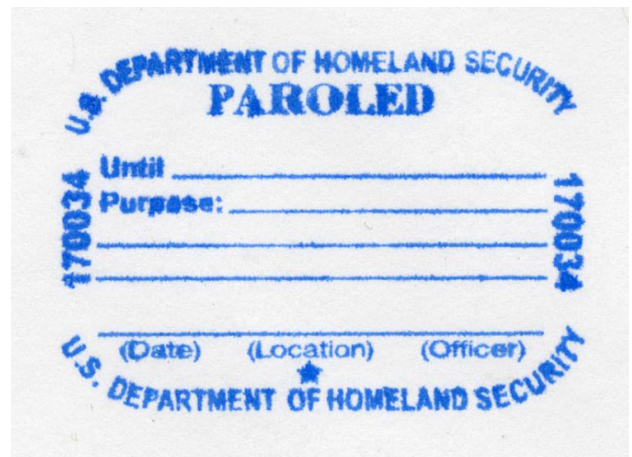 U.S. DEPARTMENT OF HOMELAND SECURITY
PAROLED
Until
Purpose:
170034
170034
(Date) (Location) (Officer)
U.S. DEPARTMENT OF HOMELAND SECURITY